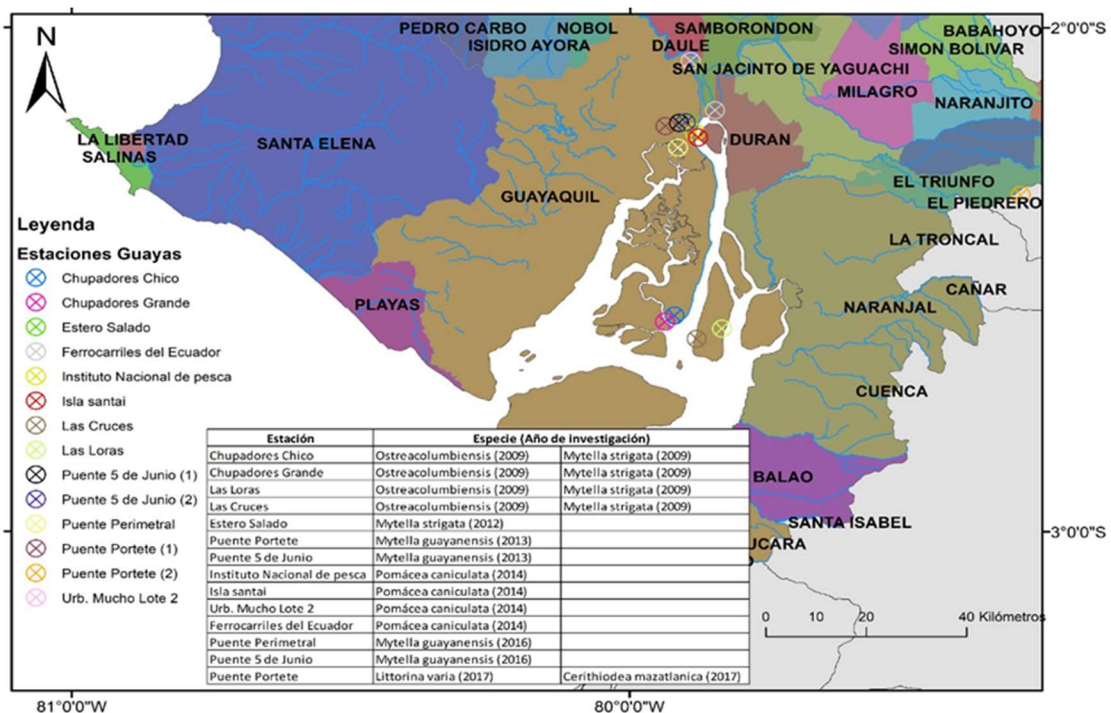 2°0'0"S
3°0'0"S
81°0'0"W
80°0'0"W
N
PEDRO CARBO
NOBOL
ISIDRO AYORA
SAMBORONDON
DAULE
BABAHOYO
SIMON BOLIVAR
SAN JACINTO DE YAGUACHI
MILAGRO
NARANJITO
LA LIBERTAD
SALINAS
SANTA ELENA
DURAN
GUAYAQUIL
EL TRIUNFO
EL PIEDRERO
LA TRONCAL
CAÑAR
NARANJAL
PLAYAS
CUENCA
BALAO
SANTA ISABEL
UCARA
Leyenda
Estaciones Guayas
Chupadores Chico
Chupadores Grande
Estero Salado
Ferrocarriles del Ecuador
Instituto Nacional de pesca
Isla santai
Las Cruces
Las Loras
Puente 5 de Junio (1)
Puente 5 de Junio (2)
Puente Perimetral
Puente Portete (1)
Puente Portete (2)
Urb. Mucho Lote 2
Estación Especie (Año de investigación)
Chupadores Chico Ostreacolumbiensis (2009) Mytella strigata (2009)
Chupadores Grande Ostreacolumbiensis (2009) Mytella strigata (2009)
Las Loras Ostreacolumbiensis (2009) Mytella strigata (2009)
Las Cruces Ostreacolumbiensis (2009) Mytella strigata (2009)
Estero Salado Mytella strigata (2012)
Puente Portete Mytella guayanensis (2013)
Puente 5 de Junio Mytella guayanensis (2013)
Instituto Nacional de pesca Pomácea caniculata (2014)
Isla santai Pomácea caniculata (2014)
Urb. Mucho Lote 2 Pomácea caniculata (2014)
Ferrocarriles del Ecuador Pomácea caniculata (2014)
Puente Perimetral Mytella guayanensis (2016)
Puente 5 de Junio Mytella guayanensis (2016)
Puente Portete Littorina varia (2017) Cerithiodea mazatlanica (2017)
0 10 20 40 Kilómetros